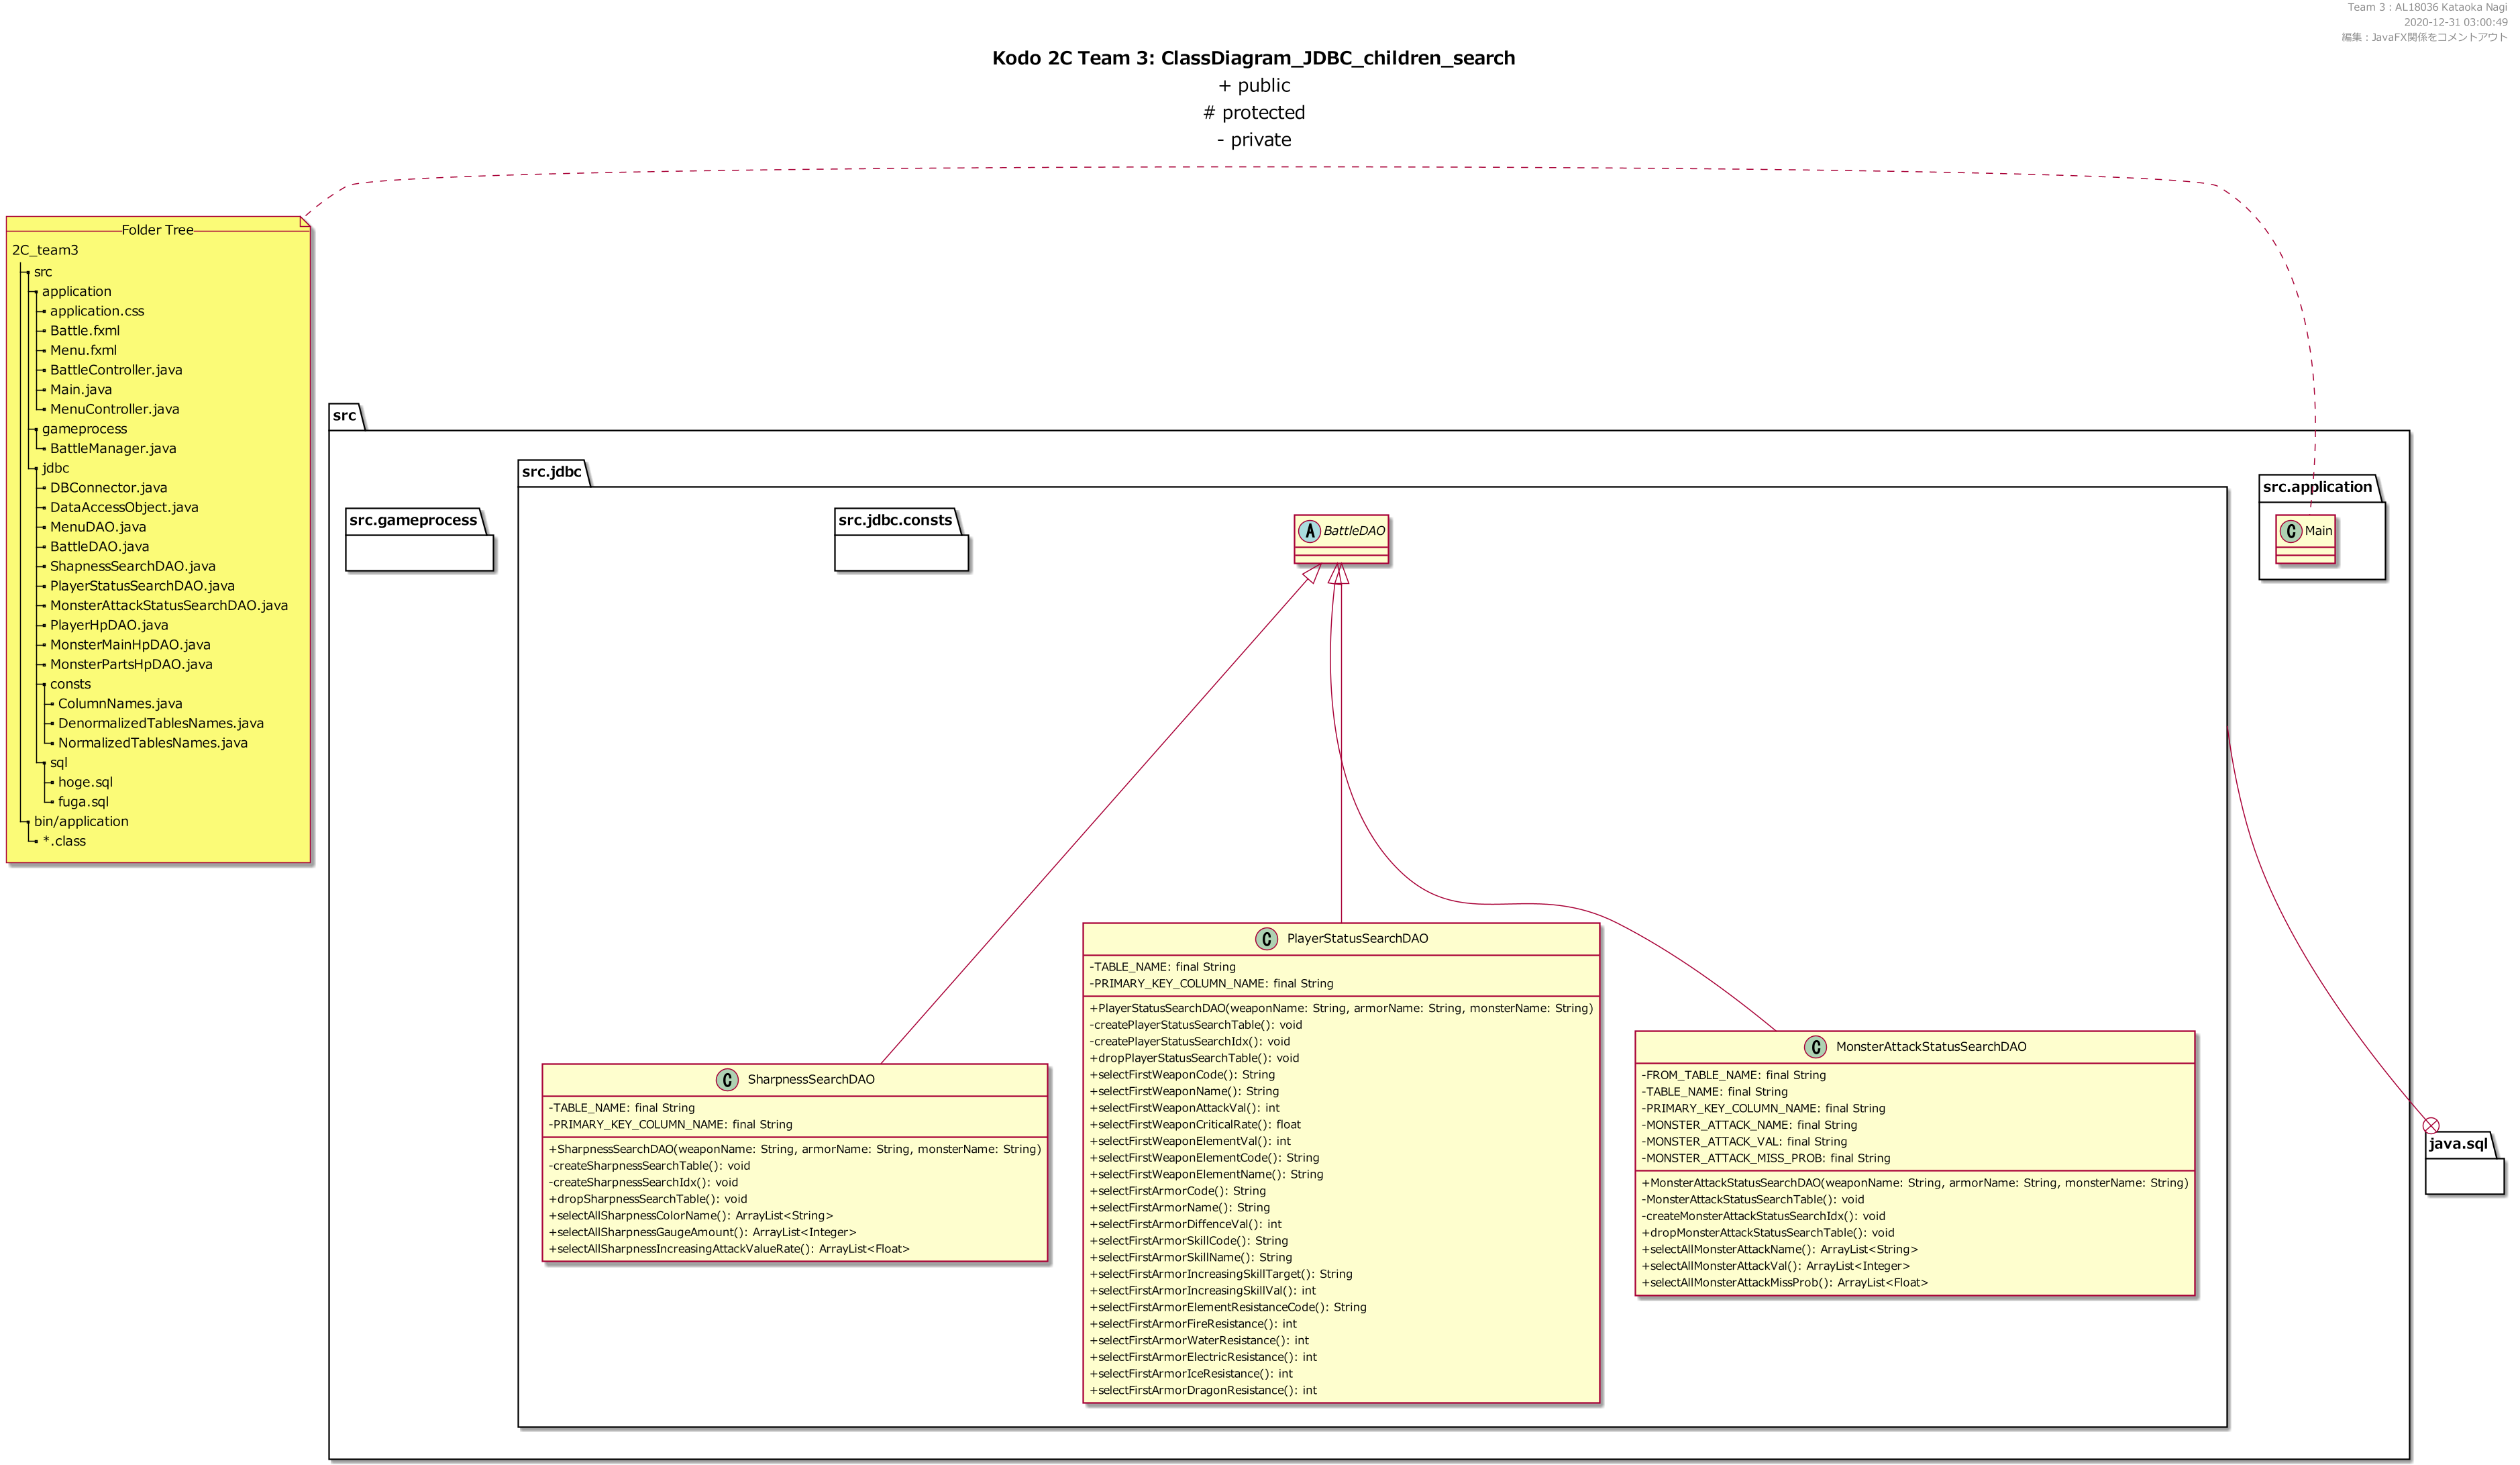 Team 3 : AL18036 Kataoka Nagi
2020-12-31 03:00:49
編集 : JavaFX関係をコメントアウト
Kodo 2C Team 3: ClassDiagram_JDBC_children_search
+ public
# protected
- private
Folder Tree
2C_team3
src
application
application.css
Battle.fxml
Menu.fxml
BattleController.java
Main.java
MenuController.java
gameprocess
BattleManager.java
jdbc
DBConnector.java
DataAccessObject.java
MenuDAO.java
BattleDAO.java
ShapnessSearchDAO.java
PlayerStatusSearchDAO.java
MonsterAttackStatusSearchDAO.java
PlayerHpDAO.java
MonsterMainHpDAO.java
MonsterPartsHpDAO.java
consts
ColumnNames.java
DenormalizedTablesNames.java
NormalizedTablesNames.java
sql
hoge.sql
fuga.sql
bin/application
*.class
src
src.gameprocess
src.jdbc
src.jdbc.consts
A BattleDAO
src.application
C Main
C SharpnessSearchDAO
-TABLE_NAME: final String
-PRIMARY_KEY_COLUMN_NAME: final String
+SharpnessSearchDAO(weaponName: String, armorName: String, monsterName: String)
-createSharpnessSearchTable(): void
-createSharpnessSearchIdx(): void
+dropSharpnessSearchTable(): void
+selectAllSharpnessColorName(): ArrayList<String>
+selectAllSharpnessGaugeAmount(): ArrayList<Integer>
+selectAllSharpnessIncreasingAttackValueRate(): ArrayList<Float>
C PlayerStatusSearchDAO
-TABLE_NAME: final String
-PRIMARY_KEY_COLUMN_NAME: final String
+PlayerStatusSearchDAO(weaponName: String, armorName: String, monsterName: String)
-createPlayerStatusSearchTable(): void
-createPlayerStatusSearchIdx(): void
+dropPlayerStatusSearchTable(): void
+selectFirstWeaponCode(): String
+selectFirstWeaponName(): String
+selectFirstWeaponAttackVal(): int
+selectFirstWeaponCriticalRate(): float
+selectFirstWeaponElementVal(): int
+selectFirstWeaponElementCode(): String
+selectFirstWeaponElementName(): String
+selectFirstArmorCode(): String
+selectFirstArmorName(): String
+selectFirstArmorDiffenceVal(): int
+selectFirstArmorSkillCode(): String
+selectFirstArmorSkillName(): String
+selectFirstArmorIncreasingSkillTarget(): String
+selectFirstArmorIncreasingSkillVal(): int
+selectFirstArmorElementResistanceCode(): String
+selectFirstArmorFireResistance(): int
+selectFirstArmorWaterResistance(): int
+selectFirstArmorElectricResistance(): int
+selectFirstArmorIceResistance(): int
+selectFirstArmorDragonResistance(): int
C MonsterAttackStatusSearchDAO
-FROM_TABLE_NAME: final String
-TABLE_NAME: final String
-PRIMARY_KEY_COLUMN_NAME: final String
-MONSTER_ATTACK_NAME: final String
-MONSTER_ATTACK_VAL: final String
-MONSTER_ATTACK_MISS_PROB: final String
+MonsterAttackStatusSearchDAO(weaponName: String, armorName: String, monsterName: String)
-MonsterAttackStatusSearchTable(): void
-createMonsterAttackStatusSearchIdx(): void
+dropMonsterAttackStatusSearchTable(): void
+selectAllMonsterAttackName(): ArrayList<String>
+selectAllMonsterAttackVal(): ArrayList<Integer>
+selectAllMonsterAttackMissProb(): ArrayList<Float>
java.sql